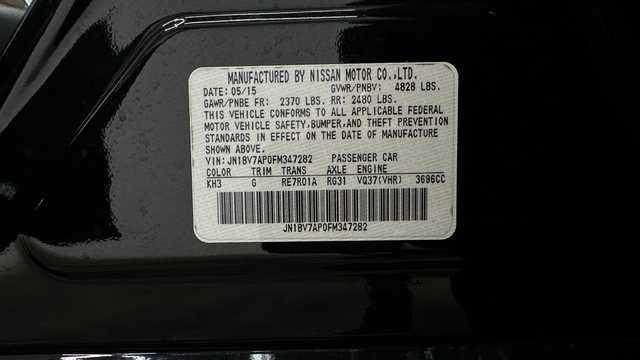 MANUFACTURED BY NISSAN MOTOR CO.,LTD.
DATE: 05/15 GVWR/PNBV: 4828 LBS.
GAWR/PNBE FR: 2370 LBS. RR: 2480 LBS.
THIS VEHICLE CONFORMS TO ALL APPLICABLE FEDERAL
MOTOR VEHICLE SAFETY,BUMPER,AND THEFT PREVENTION
STANDARDS IN EFFECT ON THE DATE OF MANUFACTURE
SHOWN ABOVE.
VIN: JN1BV7AP0FM347282 PASSENGER CAR
COLOR TRIM TRANS AXLE ENGINE
KH3 G RE7R01A RG31 VQ37(VHR) 3696CC
JN1BV7AP0FM347282